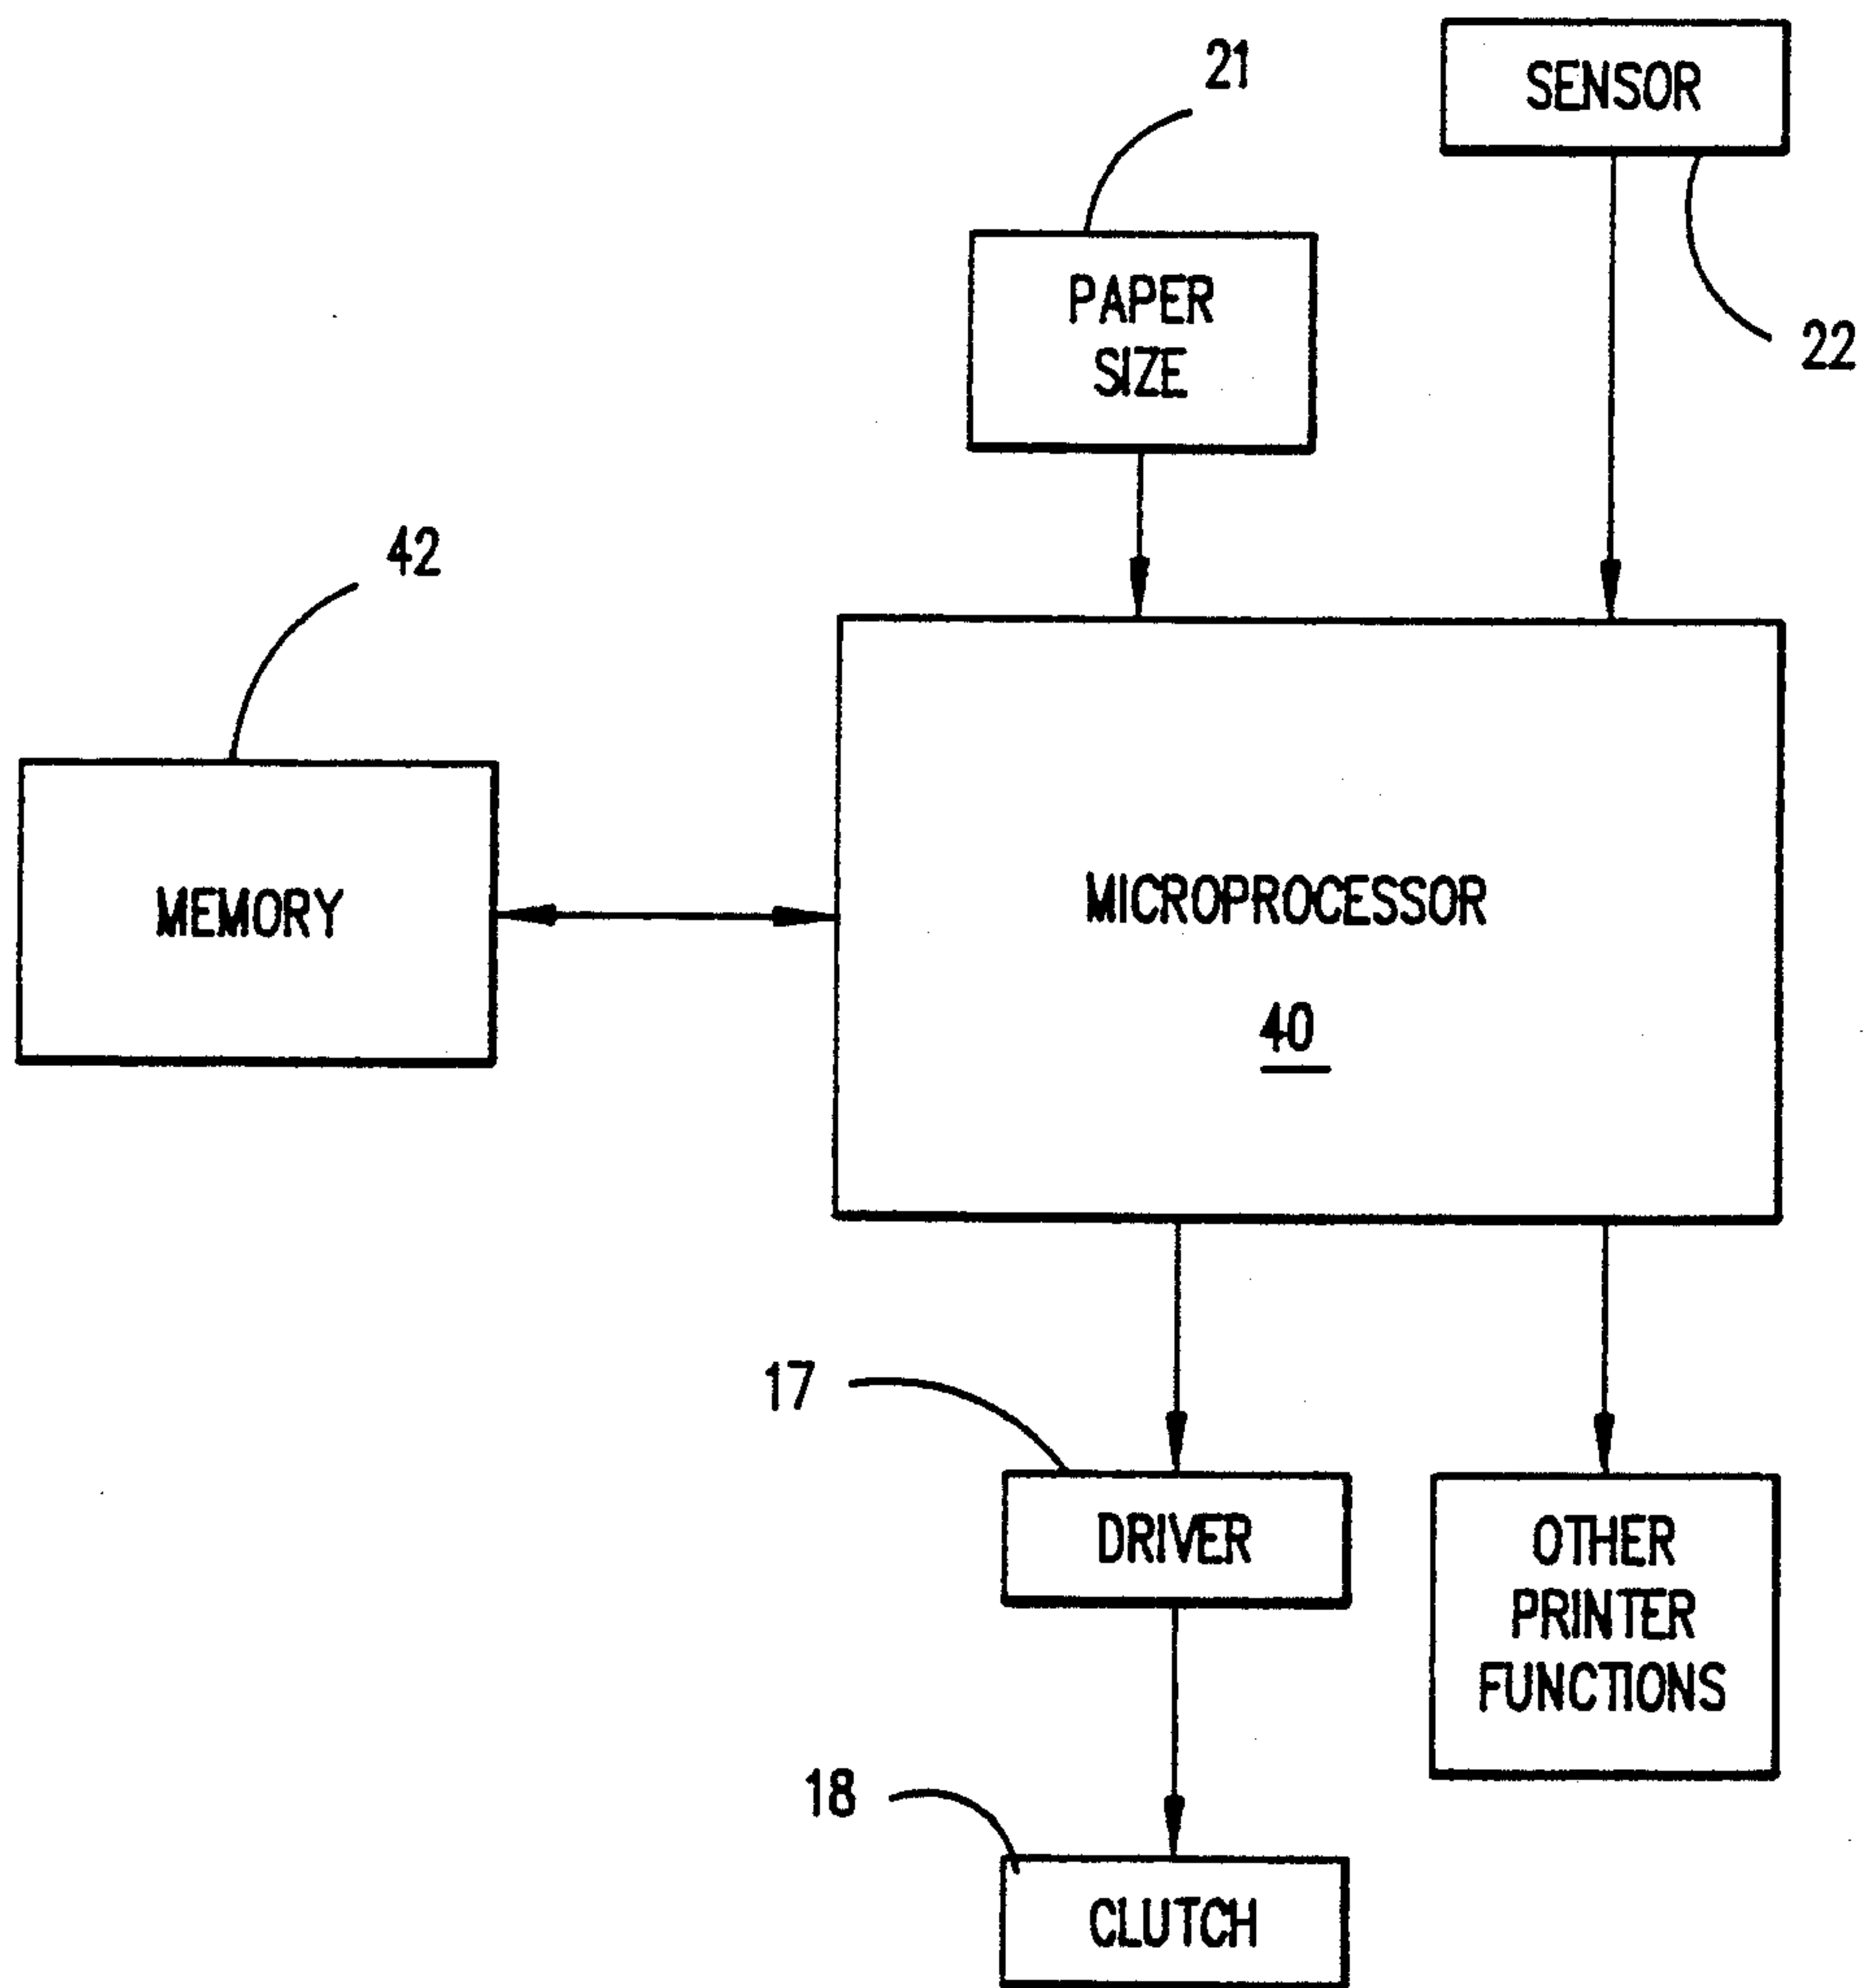 21
SENSOR
PAPER
SIZE
22
42
MEMORY
MICROPROCESSOR
40
17
DRIVER
OTHER
PRINTER
FUNCTIONS
18
CLUTCH